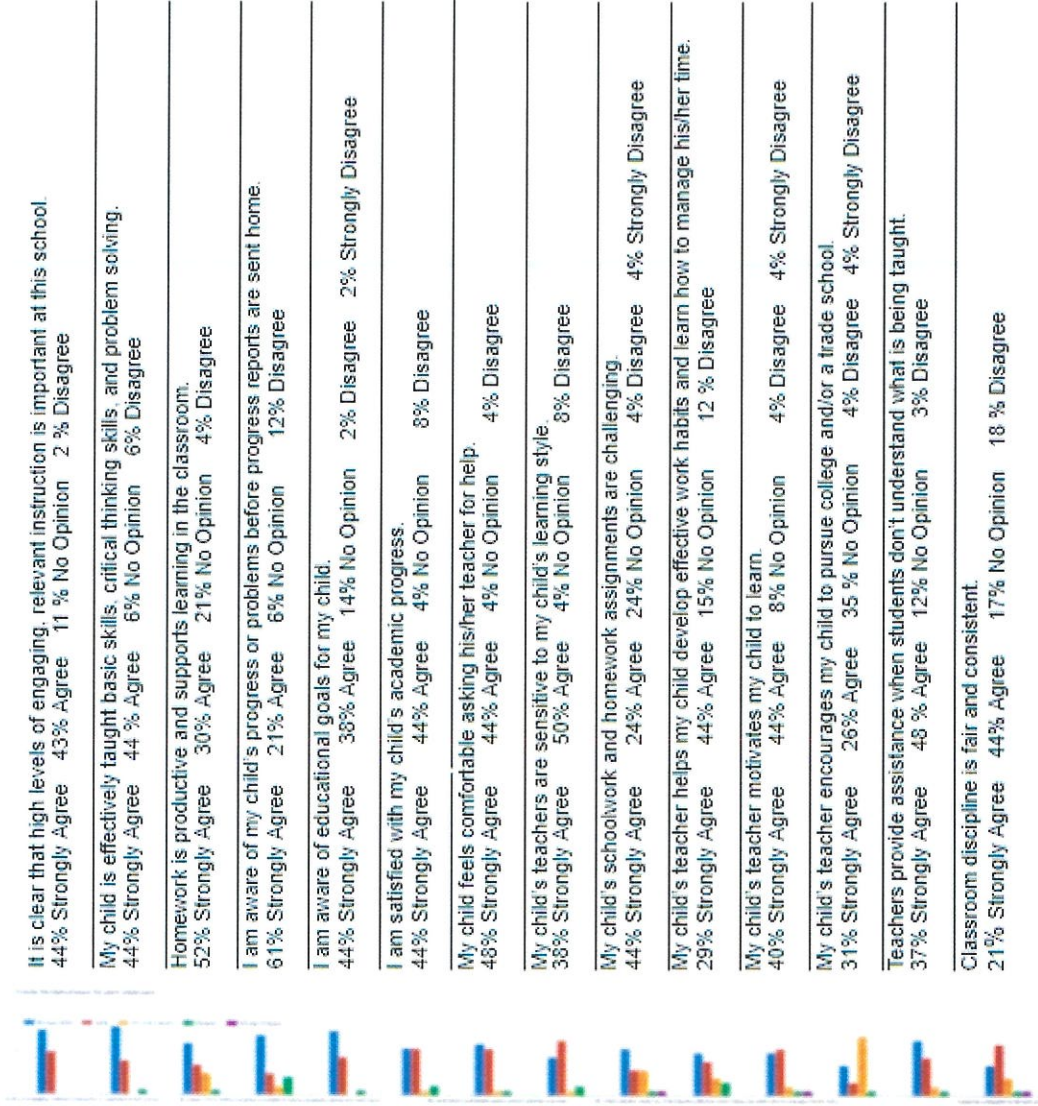 It is clear that high levels of engaging, relevant instruction is important at this school.
44% Strongly Agree 43% Agree 11 % No Opinion 2 % Disagree
My child is effectively taught basic skills, critical thinking skills, and problem solving.
44% Strongly Agree 44 % Agree 6% No Opinion 6% Disagree
Homework is productive and supports learning in the classroom.
52% Strongly Agree 30% Agree 21% No Opinion 4% Disagree
I am aware of my child's progress or problems before progress reports are sent home.
61% Strongly Agree 21% Agree 6% No Opinion 12% Disagree
I am aware of educational goals for my child.
44% Strongly Agree 38% Agree 14% No Opinion 2% Disagree 2% Strongly Disagree
I am satisfied with my child's academic progress.
44% Strongly Agree 44% Agree 4% No Opinion 8% Disagree
My child feels comfortable asking his/her teacher for help.
48% Strongly Agree 44% Agree 4% No Opinion 4% Disagree
My child's teachers are sensitive to my child's learning style.
38% Strongly Agree 50% Agree 4% No Opinion 8% Disagree
My child's schoolwork and homework assignments are challenging.
44% Strongly Agree 24% Agree 24% No Opinion 4% Disagree 4% Strongly Disagree
My child's teacher helps my child develop effective work habits and learn how to manage his/her time.
29% Strongly Agree 44% Agree 15% No Opinion 12 % Disagree
My child's teacher motivates my child to learn.
40% Strongly Agree 44% Agree 8% No Opinion 4% Disagree 4% Strongly Disagree
My child's teacher encourages my child to pursue college and/or a trade school.
31% Strongly Agree 26% Agree 35 % No Opinion 4% Disagree 4% Strongly Disagree
Teachers provide assistance when students don't understand what is being taught.
37% Strongly Agree 48 % Agree 12% No Opinion 3% Disagree
Classroom discipline is fair and consistent.
21% Strongly Agree 44% Agree 17% No Opinion 18 % Disagree